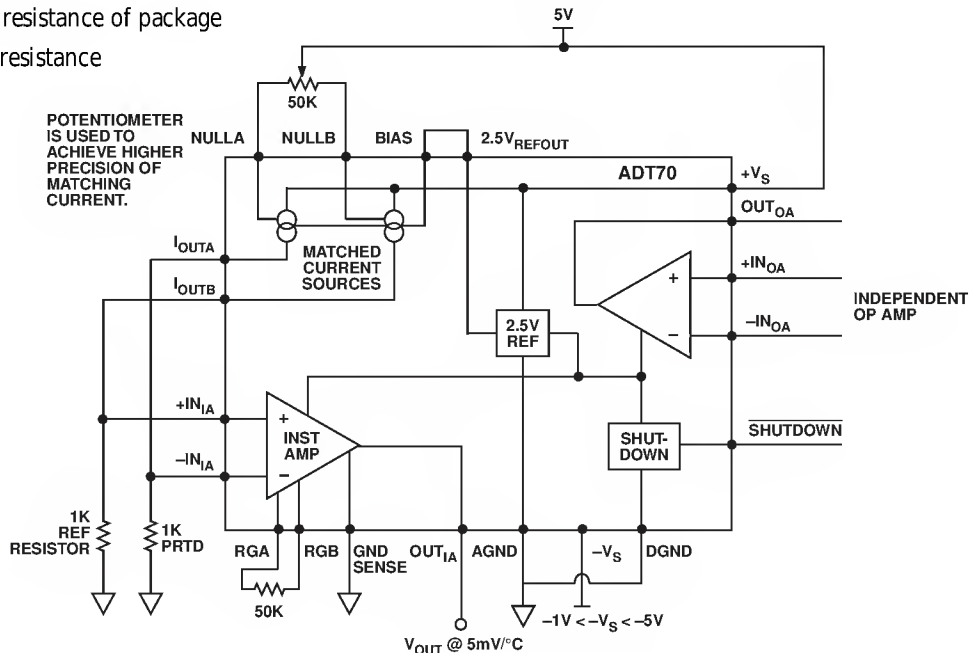 resistance of package
resistance
5V
50K
POTENTIOMETER
IS USED TO
ACHIEVE HIGHER
PRECISION OF
MATCHING
CURRENT.
NULLA
NULLB
BIAS
2.5VREFOUT
ADT70
+VS
OUTOA
IOUTA
MATCHED
CURRENT
SOURCES
+INOA
IOUTB
INDEPENDENT
OP AMP
2.5V
REF
+
−
−INOA
+INIA
+
INST
AMP
−
SHUT-
DOWN
SHUTDOWN
−INIA
1K
REF
RESISTOR
1K
PRTD
RGA
RGB
GND
SENSE
OUTIA
AGND
−VS
DGND
50K
−1V < −VS < −5V
VOUT @ 5mV/°C